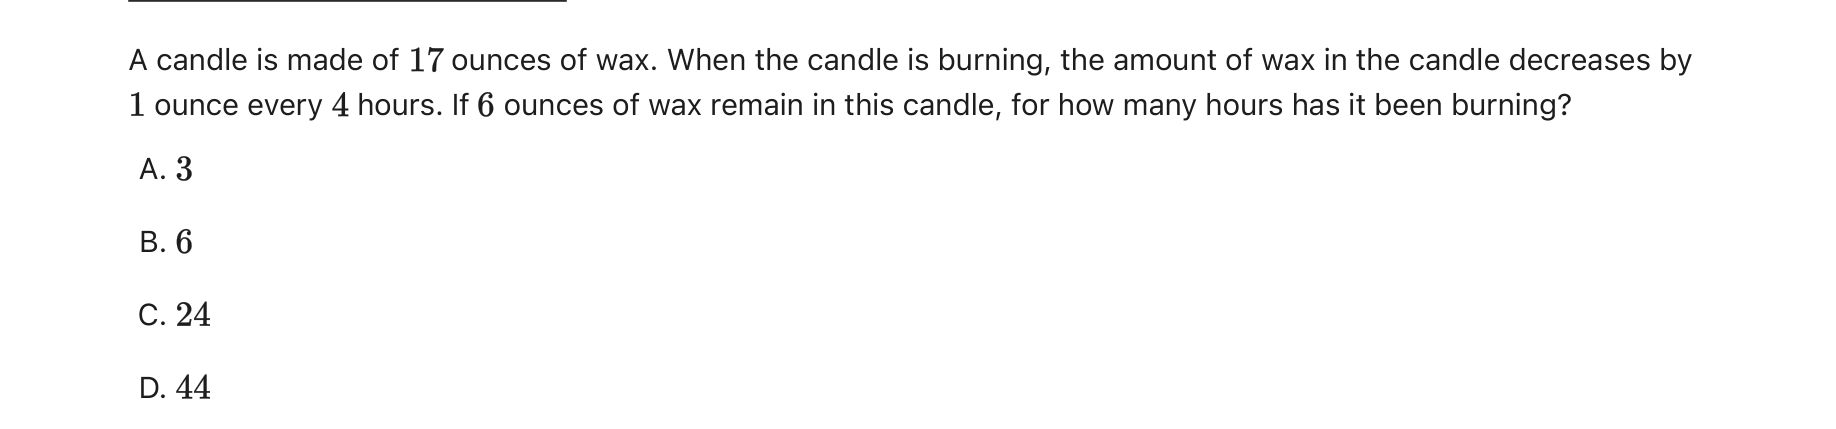 A candle is made of 17 ounces of wax. When the candle is burning, the amount of wax in the candle decreases by
1 ounce every 4 hours. If 6 ounces of wax remain in this candle, for how many hours has it been burning?
A. 3
B. 6
C. 24
D. 44